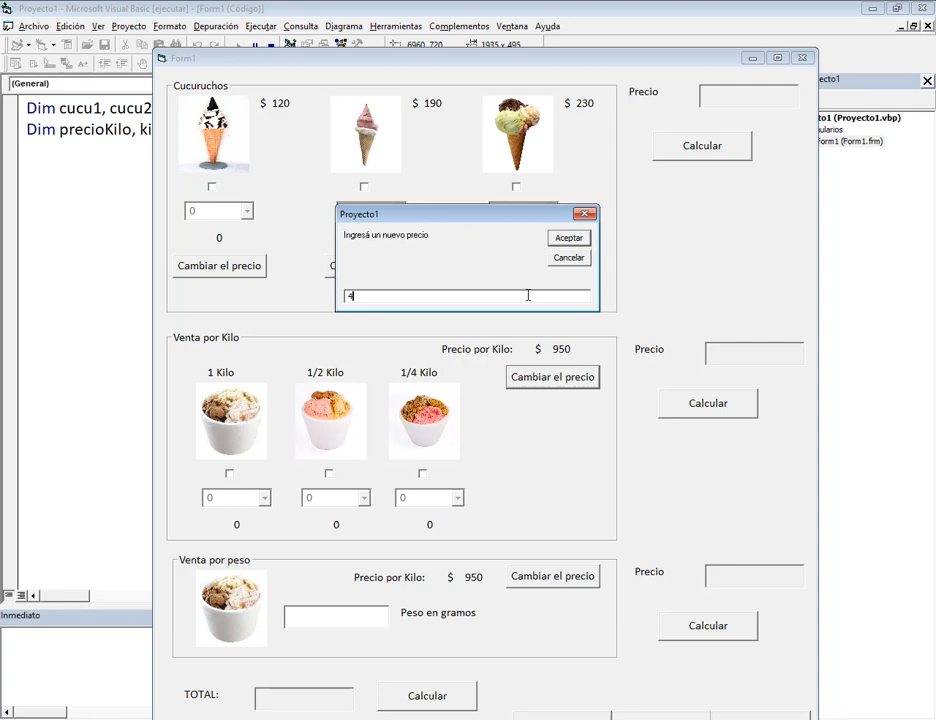 Proyecto1 - Microsoft Visual Basic [ejecutar] - [Form1 (Código)]
Archivo Edición Ver Proyecto Formato Depuración Ejecutar Consulta Diagrama Herramientas Complementos Ventana Ayuda
6960, 720 1935 x 495
Form1
(General)
Dim cucu1, cucu2
Dim precioKilo, ki
ecto1
to1 (Proyecto1.vbp)
nularios
Form1 (Form1.frm)
Cucuruchos
$ 120
$ 190
$ 230
Precio
Calcular
0
0
Cambiar el precio
C
Proyecto1
Ingresá un nuevo precio
Aceptar
Cancelar
4
Venta por Kilo
Precio por Kilo: $ 950
Cambiar el precio
1 Kilo
1/2 Kilo
1/4 Kilo
0
0
0
0
0
0
Precio
Calcular
Venta por peso
Precio por Kilo: $ 950
Cambiar el precio
Peso en gramos
Precio
Calcular
Inmediato
TOTAL:
Calcular